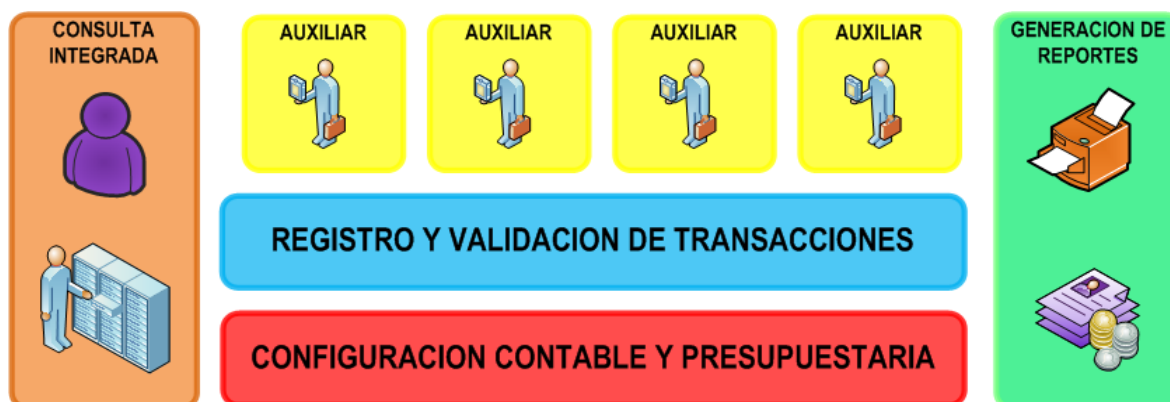 CONSULTA
INTEGRADA
AUXILIAR
AUXILIAR
AUXILIAR
AUXILIAR
GENERACION DE
REPORTES
REGISTRO Y VALIDACION DE TRANSACCIONES
CONFIGURACION CONTABLE Y PRESUPUESTARIA